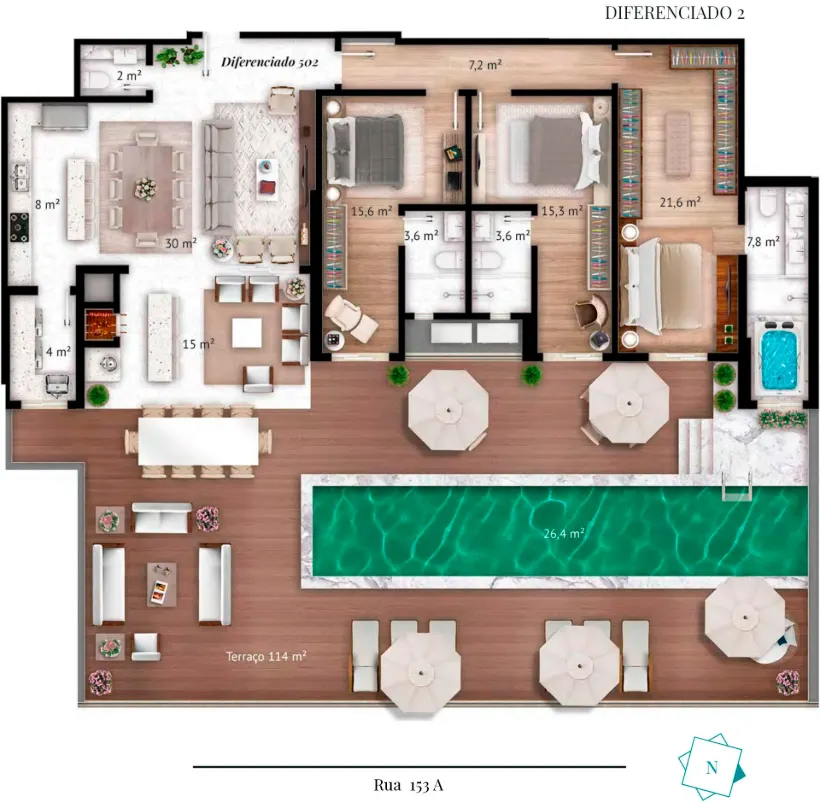 DIFERENCIADO 2
Diferenciado 502
2 m²
7,2 m²
8 m²
30 m²
15,6 m²
3,6 m²
3,6 m²
15,3 m²
21,6 m²
7,8 m²
4 m²
15 m²
26,4 m²
Terraço 114 m²
Rua 153 A
N